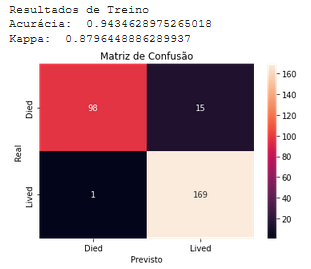 Resultados de Treino
Acurácia:  0.9434628975265018
Kappa:  0.8796448886289937
Matriz de Confusão
160
140
120
100
80
60
40
20
Died
98
15
Real
Lived
1
169
Died
Lived
Previsto